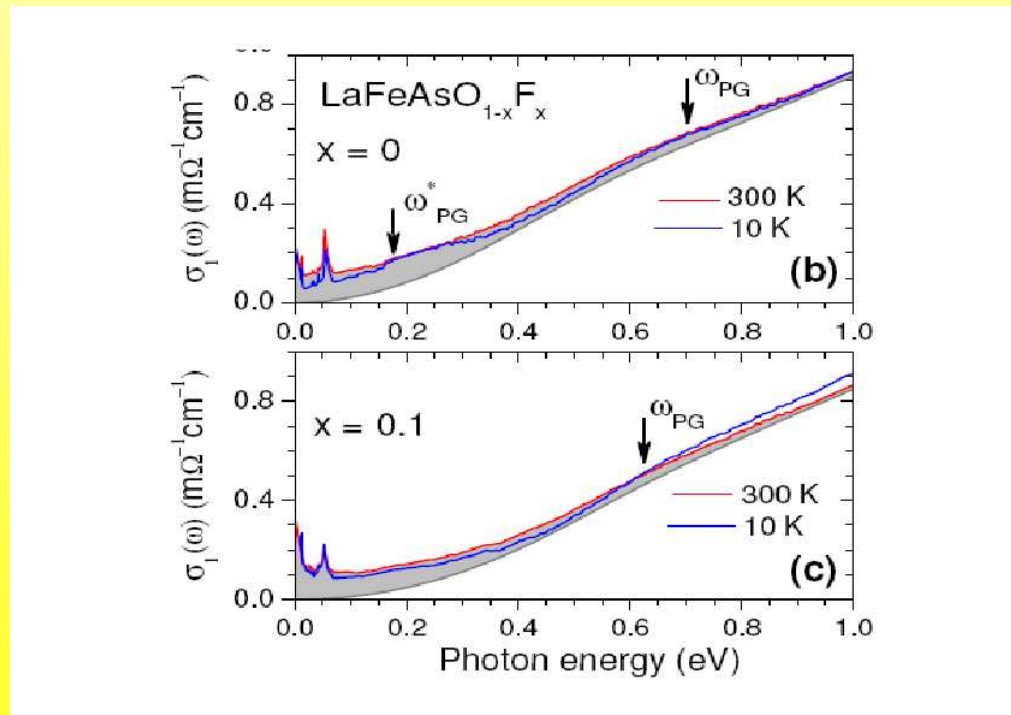 LaFeAsO₁₋ₓFₓ
x = 0
ω*PG
ωPG
300 K
10 K
(b)
σ₁(ω) (mΩ⁻¹cm⁻¹)
0.8
0.4
0.0
0.0 0.2 0.4 0.6 0.8 1.0
x = 0.1
ωPG
300 K
10 K
(c)
σ₁(ω) (mΩ⁻¹cm⁻¹)
0.8
0.4
0.0
0.0 0.2 0.4 0.6 0.8 1.0
Photon energy (eV)